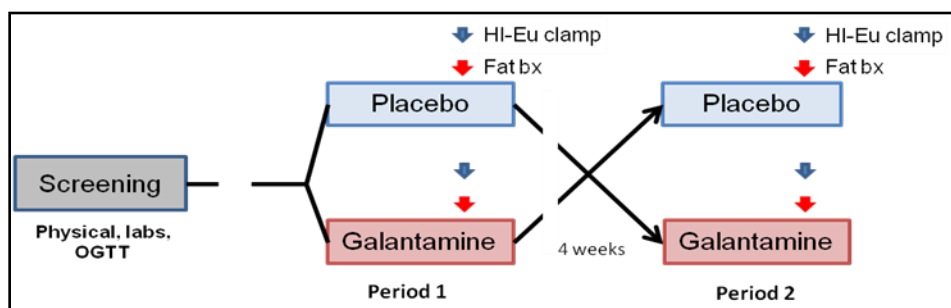 HI-Eu clamp
Fat bx
HI-Eu clamp
Fat bx
Placebo
Placebo
Screening
Physical, labs,
OGTT
Galantamine
4 weeks
Galantamine
Period 1
Period 2